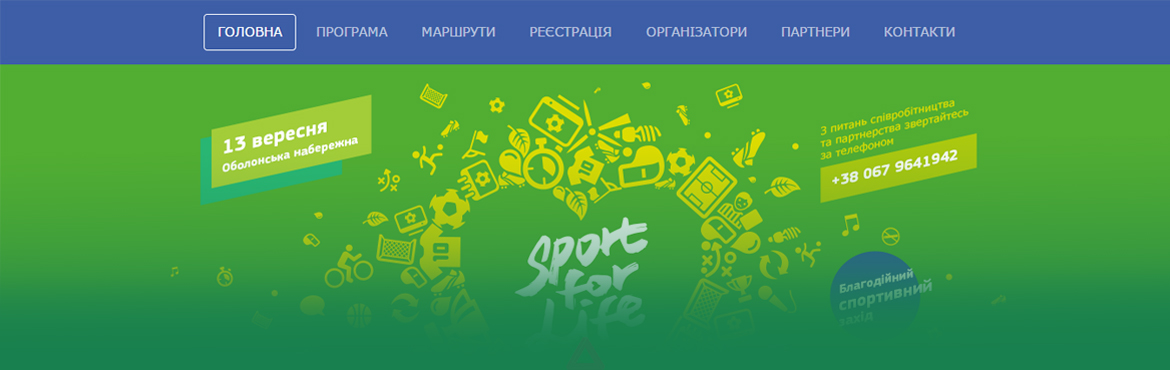 ГОЛОВНА ПРОГРАМА МАРШРУТИ РЕЄСТРАЦІЯ ОРГАНІЗАТОРИ ПАРТНЕРИ КОНТАКТИ
13 вересня
Оболонська набережна
З питань співробітництва
та партнерства звертайтесь
за телефоном
+38 067 9641942
Sport
for
Life
Благодійний
спортивний
захід